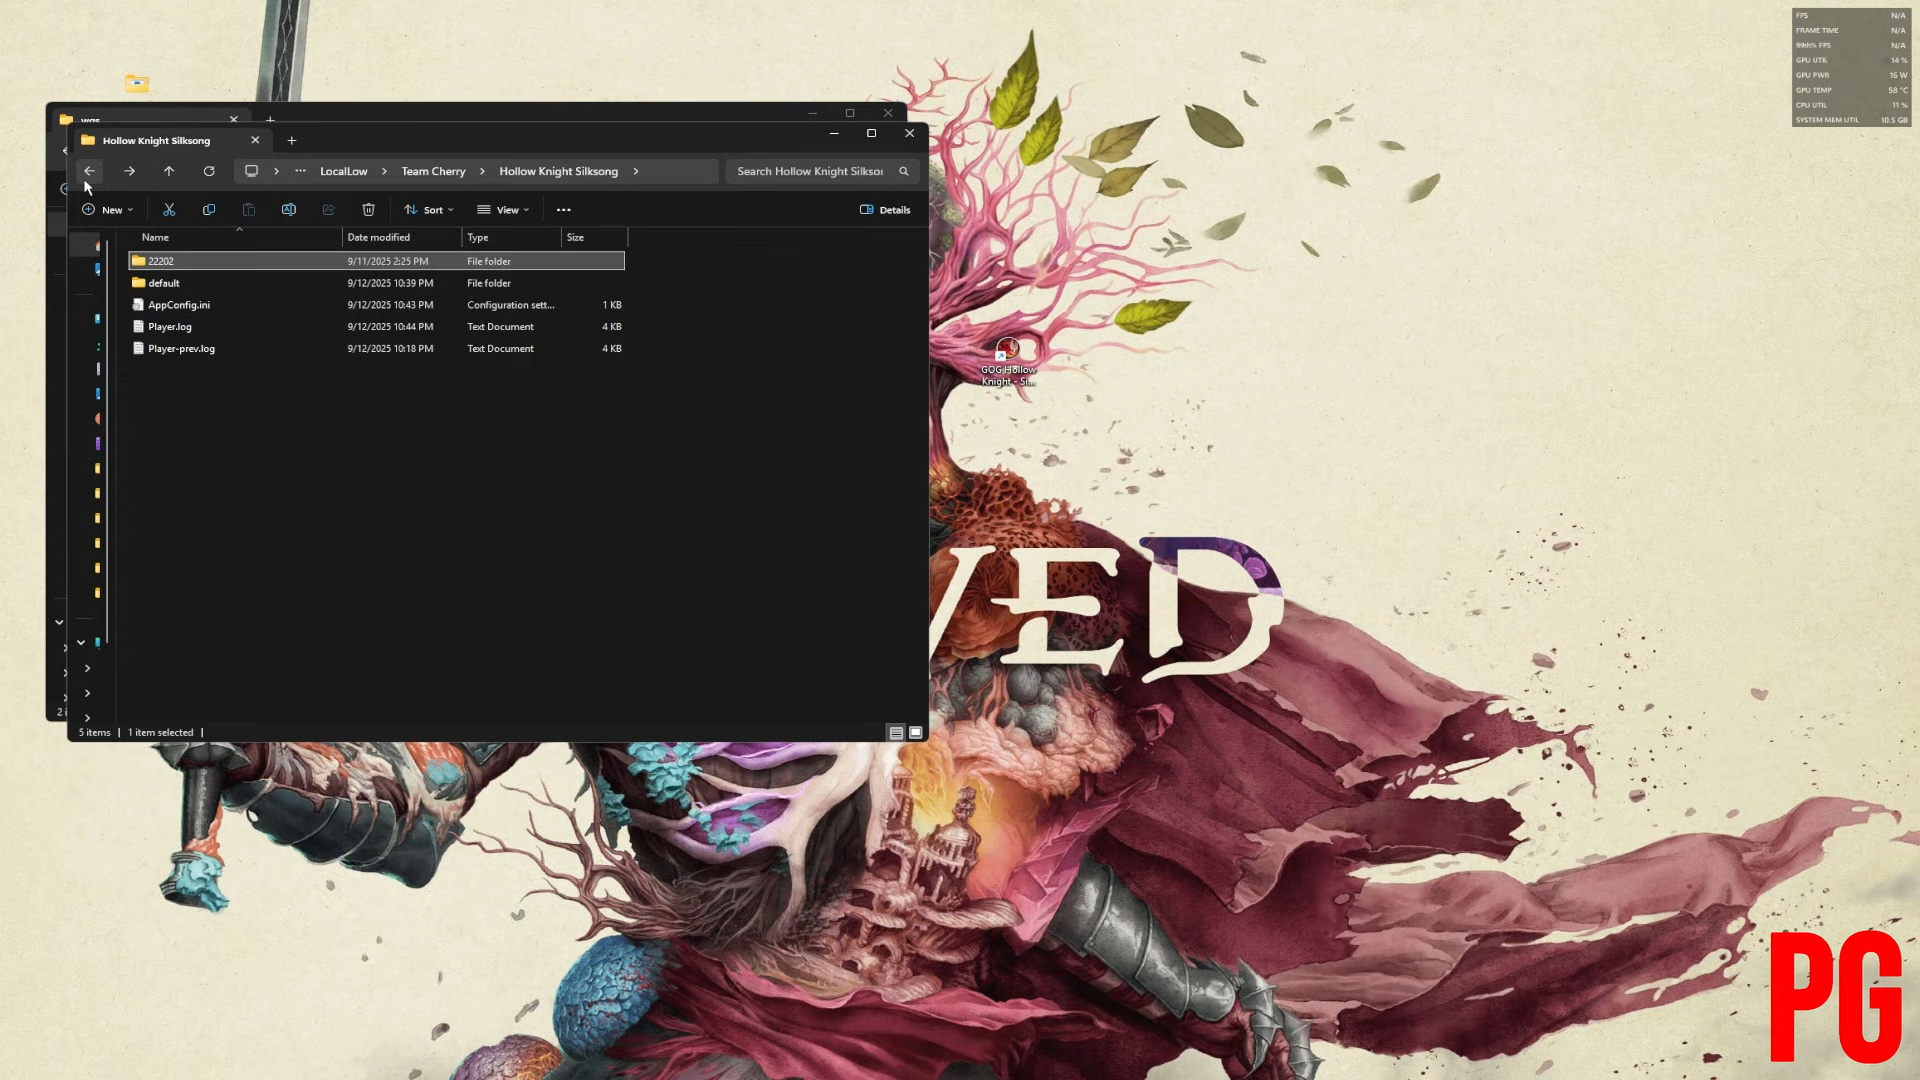 FPS N/A
FRAME TIME N/A
99th% FPS N/A
GPU UTIL 14 %
GPU PWR 16 W
GPU TEMP 58 °C
CPU UTIL 11 %
SYSTEM MEM UTIL 10.5 GB
wgs
Hollow Knight Silksong
LocalLow Team Cherry Hollow Knight Silksong Search Hollow Knight Silksoi
New Sort View Details
Name Date modified Type Size
22202 9/11/2025 2:25 PM File folder
default 9/12/2025 10:39 PM File folder
AppConfig.ini 9/12/2025 10:43 PM Configuration sett... 1 KB
Player.log 9/12/2025 10:44 PM Text Document 4 KB
Player-prev.log 9/12/2025 10:18 PM Text Document 4 KB
GOG Hollow
Knight - Si...
VED
2 i
5 items 1 item selected
PG